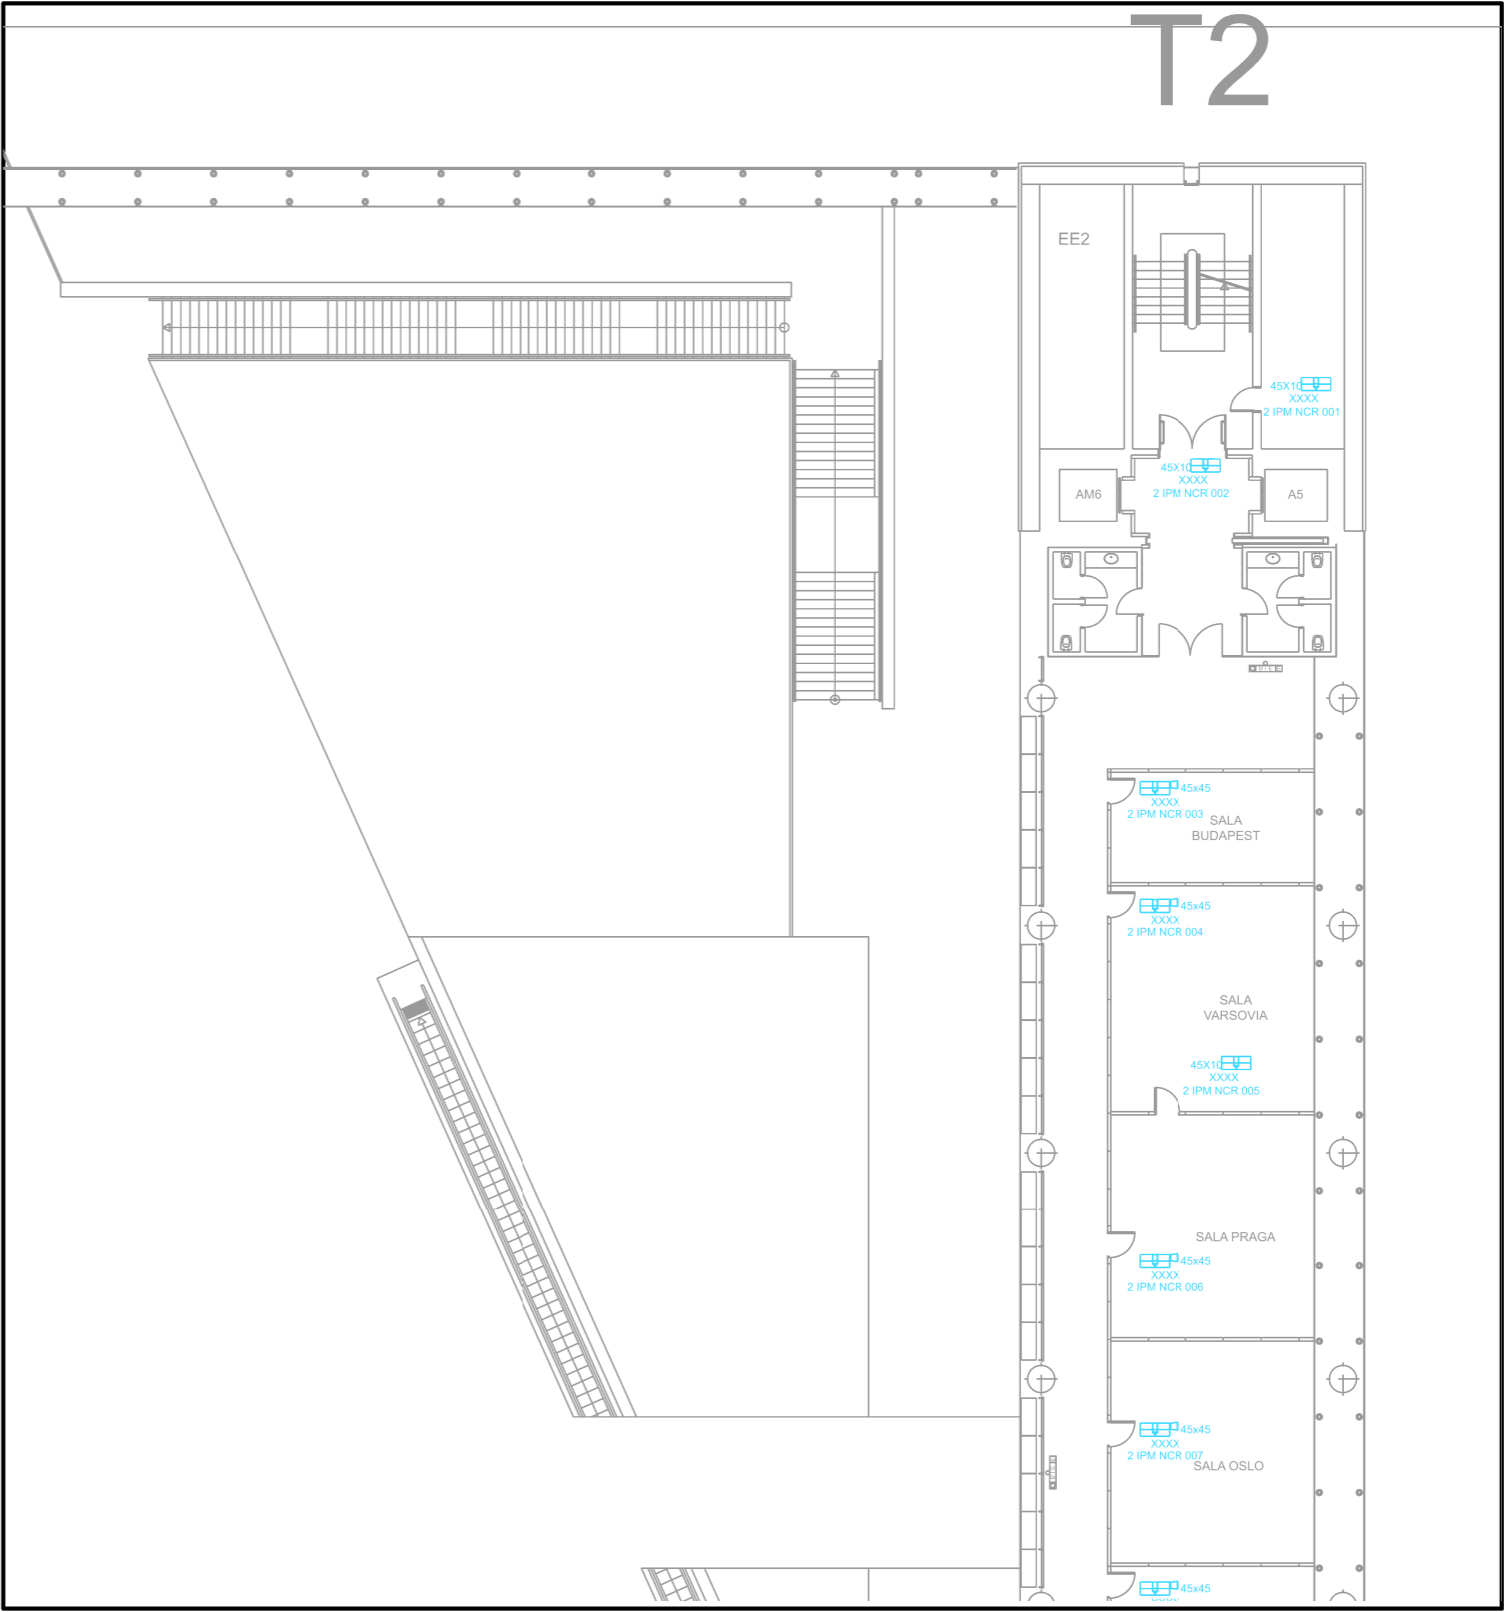 T2
EE2
45X10
XXXX
2 IPM NCR 001
45X10
XXXX
2 IPM NCR 002
AM6
A5
45x45
XXXX
2 IPM NCR 003
SALA
BUDAPEST
45x45
XXXX
2 IPM NCR 004
SALA
VARSOVIA
45X10
XXXX
2 IPM NCR 005
SALA PRAGA
45x45
XXXX
2 IPM NCR 006
45x45
XXXX
2 IPM NCR 007
SALA OSLO
45x45